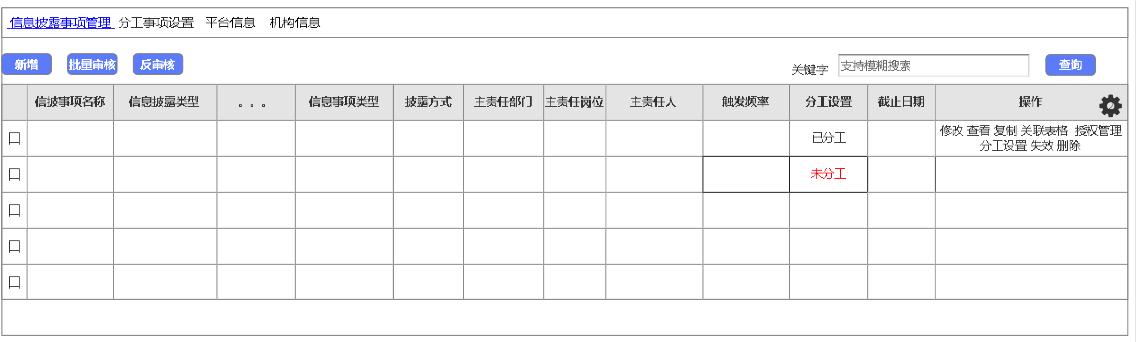 信息披露事项管理 分工事项设置 平台信息 机构信息
新增 批量审核 反审核 关键字 支持模糊搜索 查询
信披事项名称 信息披露类型 。。。 信息事项类型 披露方式 主责任部门 主责任岗位 主责任人 触发频率 分工设置 截止日期 操作
已分工 修改 查看 复制 关联表格 授权管理
分工设置 失效 删除
未分工